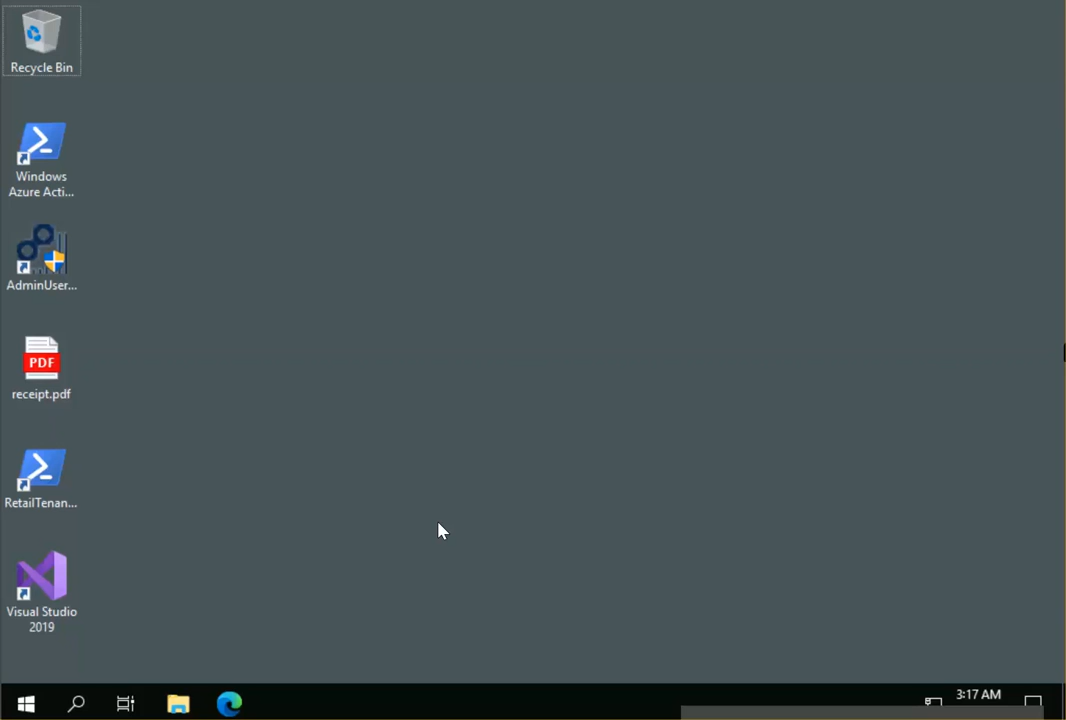 Recycle Bin
Windows
Azure Acti...
AdminUser...
PDF
receipt.pdf
RetailTenan...
Visual Studio
2019
3:17 AM